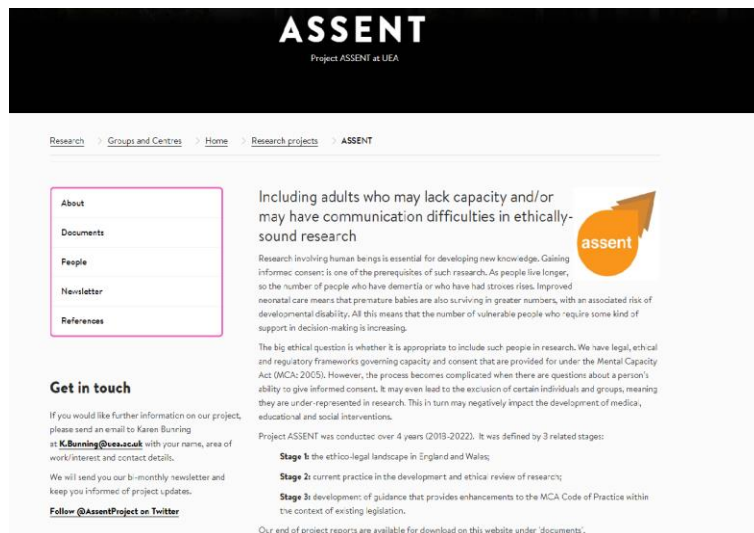 ASSENT
Project ASSENT at UEA
Research > Groups and Centres > Home > Research projects > ASSENT
About
Documents
People
Newsletter
References
Get in touch
If you would like further information on our project,
please send an email to Karen Bunning
at K.Bunning@uea.ac.uk with your name, area of
work/interest and contact details.
We will send you our bi-monthly newsletter and
keep you informed of project updates.
Follow @AssentProject on Twitter
Including adults who may lack capacity and/or
may have communication difficulties in ethically-
sound research
assent
Research involving human beings is essential for developing new knowledge. Gaining
informed consent is one of the prerequisites of such research. As people live longer,
so the number of people who have dementia or who have had strokes rises. Improved
neonatal care means that premature babies are also surviving in greater numbers, with an associated risk of
developmental disability. All this means that the number of vulnerable people who require some kind of
support in decision-making is increasing.
The big ethical question is whether it is appropriate to include such people in research. We have legal, ethical
and regulatory frameworks governing capacity and consent that are provided for under the Mental Capacity
Act (MCA: 2005). However, the process becomes complicated when there are questions about a person's
ability to give informed consent. It may even lead to the exclusion of certain individuals and groups, meaning
they are under-represented in research. This in turn may negatively impact the development of medical,
educational and social interventions.
Project ASSENT was conducted over 4 years (2018-2022). It was defined by 3 related stages:
Stage 1: the ethico-legal landscape in England and Wales;
Stage 2: current practice in the development and ethical review of research;
Stage 3: development of guidance that provides enhancements to the MCA Code of Practice within
the context of existing legislation.
Our end of project reports are available for download on this website under 'documents'.